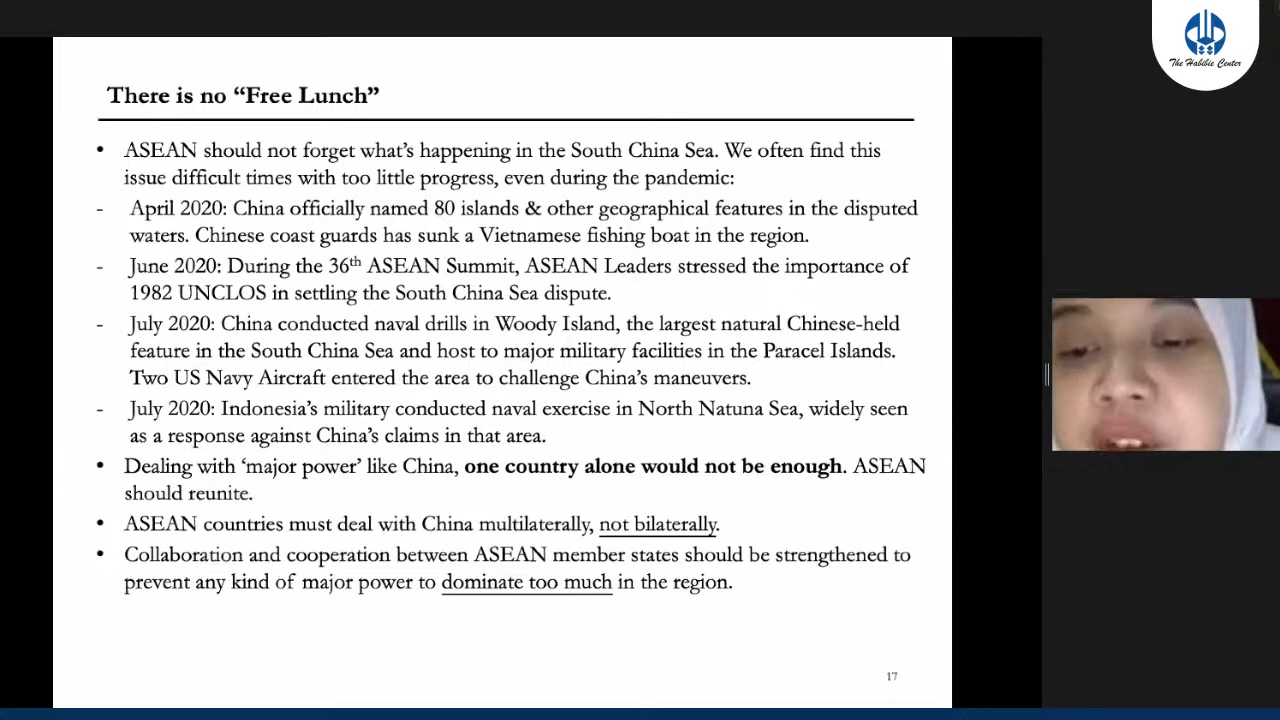 The Habibie Center
There is no “Free Lunch”
• ASEAN should not forget what’s happening in the South China Sea. We often find this
issue difficult times with too little progress, even during the pandemic:
- April 2020: China officially named 80 islands & other geographical features in the disputed
waters. Chinese coast guards has sunk a Vietnamese fishing boat in the region.
- June 2020: During the 36th ASEAN Summit, ASEAN Leaders stressed the importance of
1982 UNCLOS in settling the South China Sea dispute.
- July 2020: China conducted naval drills in Woody Island, the largest natural Chinese-held
feature in the South China Sea and host to major military facilities in the Paracel Islands.
Two US Navy Aircraft entered the area to challenge China’s maneuvers.
- July 2020: Indonesia’s military conducted naval exercise in North Natuna Sea, widely seen
as a response against China’s claims in that area.
• Dealing with ‘major power’ like China, one country alone would not be enough. ASEAN
should reunite.
• ASEAN countries must deal with China multilaterally, not bilaterally.
• Collaboration and cooperation between ASEAN member states should be strengthened to
prevent any kind of major power to dominate too much in the region.
17